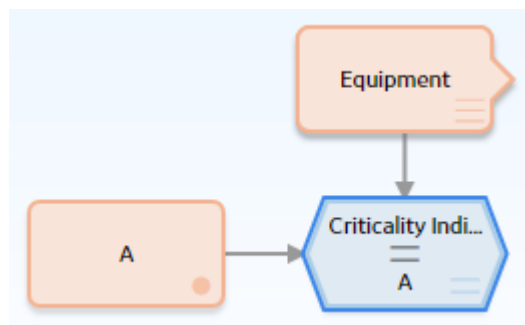 Equipment
A
Criticality Indi...
=
A